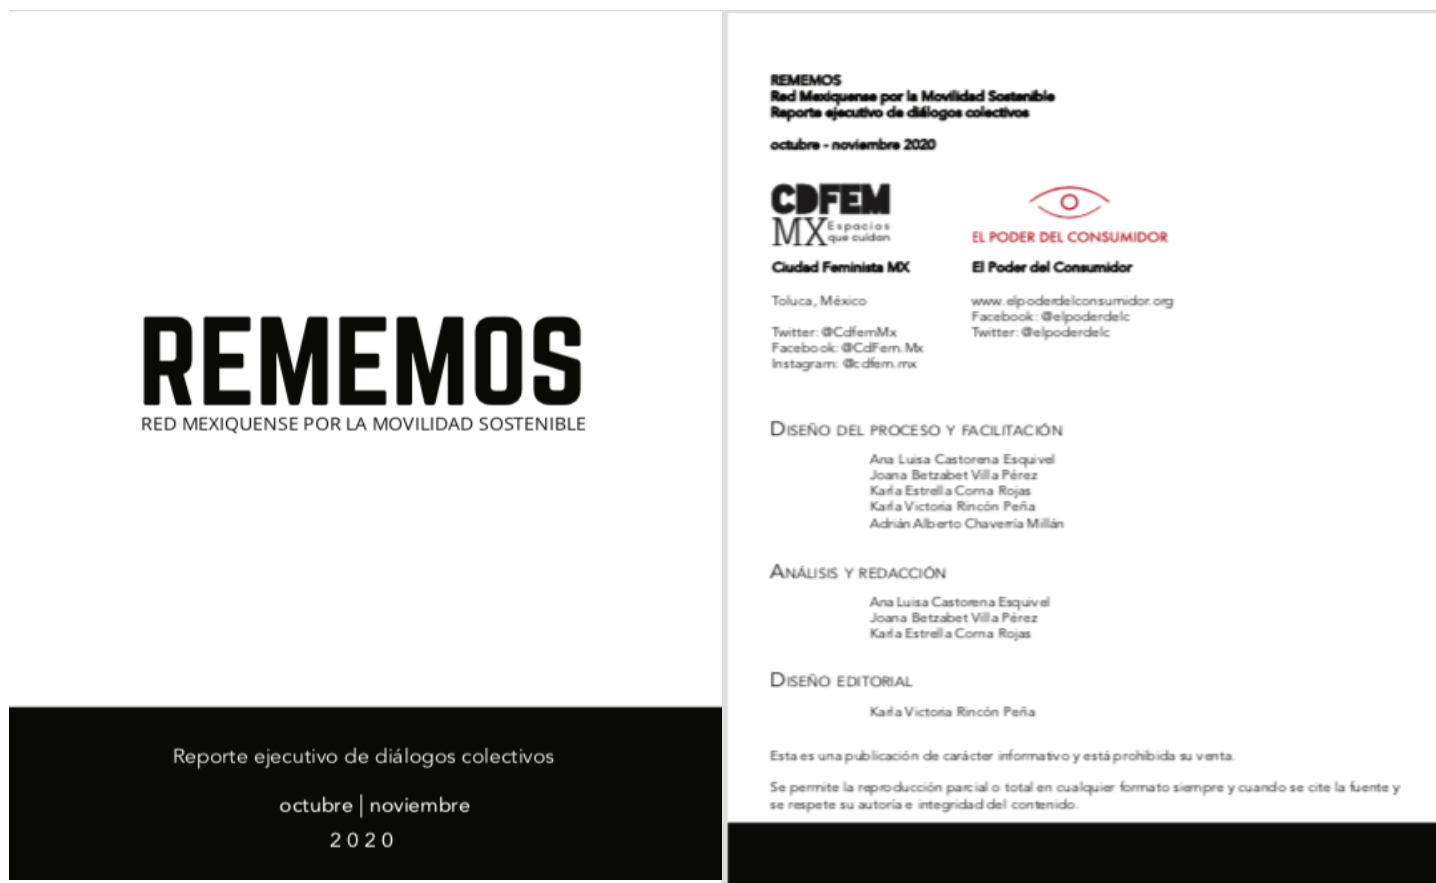 REMEMOS
RED MEXIQUENSE POR LA MOVILIDAD SOSTENIBLE
Reporte ejecutivo de diálogos colectivos
octubre | noviembre
2020
REMEMOS
Red Mexiquense por la Movilidad Sostenible
Reporte ejecutivo de diálogos colectivos
octubre - noviembre 2020
CDFEM
MX Espacios
que cuidan
Ciudad Feminista MX
Toluca, México
Twitter: @CdfemMx
Facebook: @CdFem.Mx
Instagram: @cdfem.mx
EL PODER DEL CONSUMIDOR
El Poder del Consumidor
www.elpoderdelconsumidor.org
Facebook: @elpoderdelc
Twitter: @elpoderdelc
DISEÑO DEL PROCESO Y FACILITACIÓN
Ana Luisa Castorena Esquivel
Joana Betzabet Villa Pérez
Karla Estrella Corna Rojas
Karla Victoria Rincón Peña
Adrián Alberto Chaverría Millán
ANÁLISIS Y REDACCIÓN
Ana Luisa Castorena Esquivel
Joana Betzabet Villa Pérez
Karla Estrella Corna Rojas
DISEÑO EDITORIAL
Karla Victoria Rincón Peña
Esta es una publicación de carácter informativo y está prohibida su venta.
Se permite la reproducción parcial o total en cualquier formato siempre y cuando se cite la fuente y
se respete su autoría e integridad del contenido.